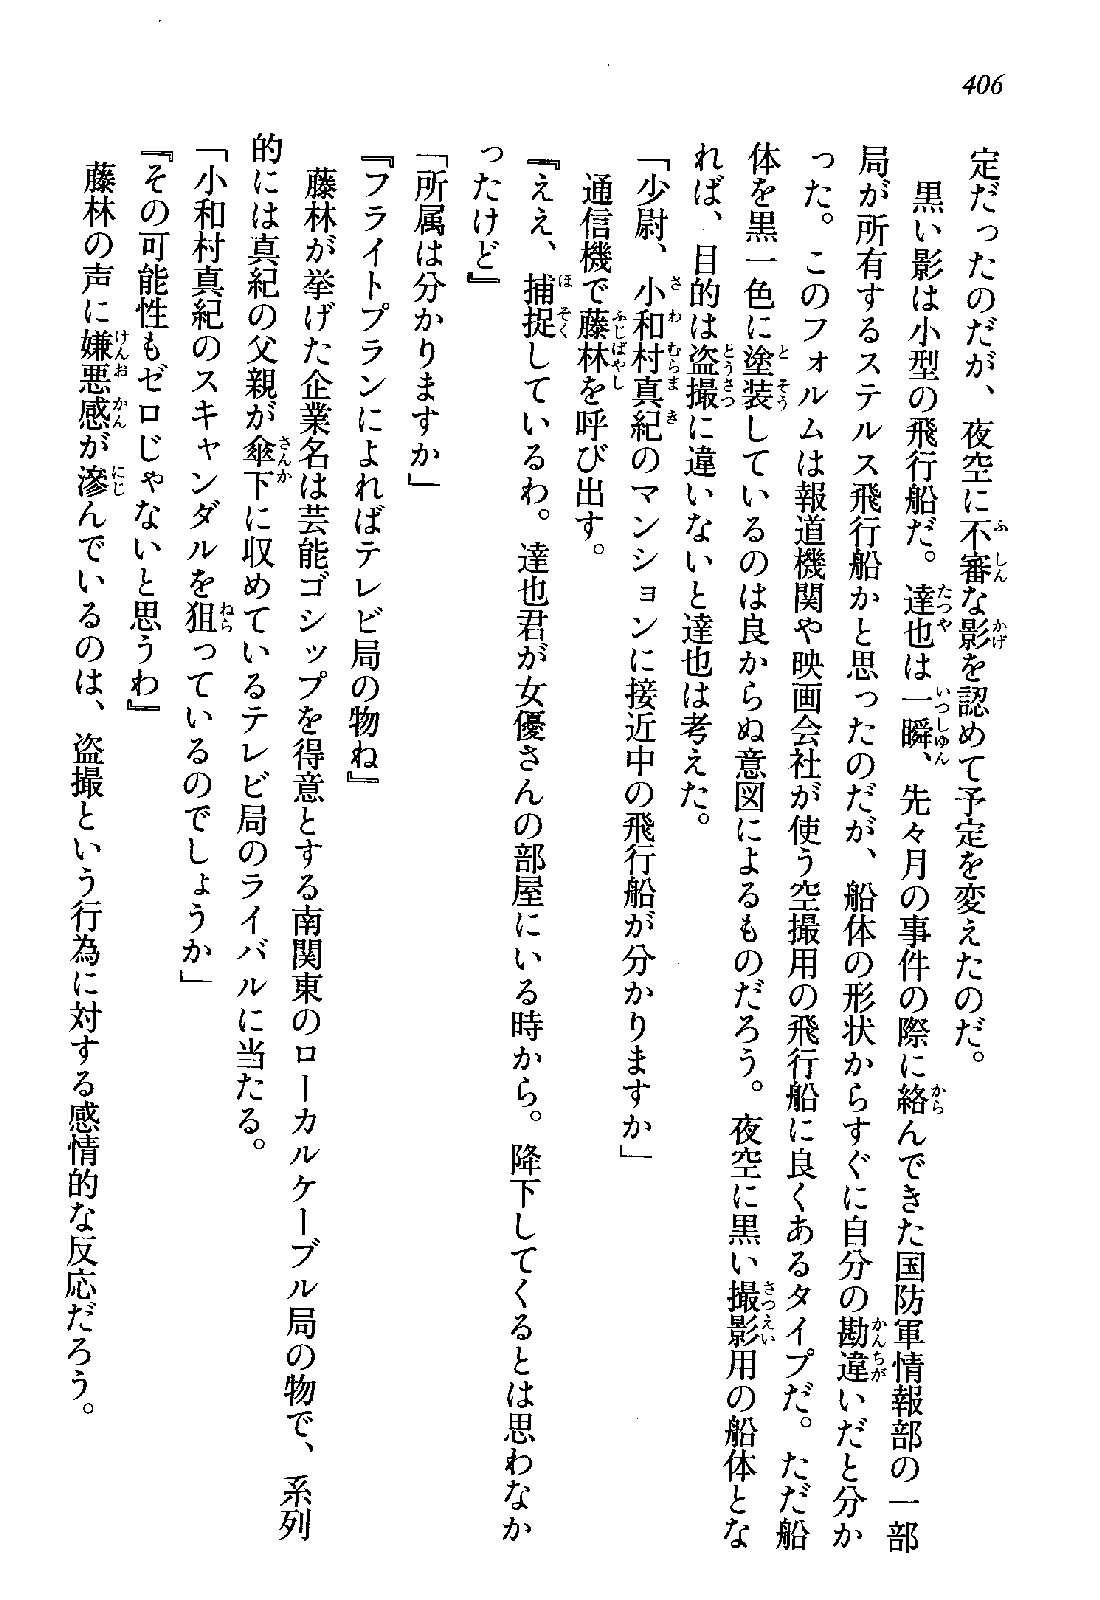 406
定だったのだが、夜空に不審な影を認めて予定を変えたのだ。
黒い影は小型の飛行船だ。達也は一瞬、先々月の事件の際に絡んできた国防軍情報部の一部
局が所有するステルス飛行船かと思ったのだが、船体の形状からすぐに自分の勘違いだと分か
った。このフォルムは報道機関や映画会社が使う空撮用の飛行船に良くあるタイプだ。ただ船
体を黒一色に塗装しているのは良からぬ意図によるものだろう。夜空に黒い撮影用の船体とな
れば、目的は盗撮に違いないと達也は考えた。
「少尉、小和村真紀のマンションに接近中の飛行船が分かりますか」
通信機で藤林を呼び出す。
『ええ、捕捉しているわ。達也君が女優さんの部屋にいる時から。降下してくるとは思わなか
ったけど』
「所属は分かりますか」
『フライトプランによればテレビ局の物ね』
藤林が挙げた企業名は芸能ゴシップを得意とする南関東のローカルケーブル局の物で、系列
的には真紀の父親が傘下に収めているテレビ局のライバルに当たる。
「小和村真紀のスキャンダルを狙っているのでしょうか」
『その可能性もゼロじゃないと思うわ』
藤林の声に嫌悪感が滲んでいるのは、盗撮という行為に対する感情的な反応だろう。